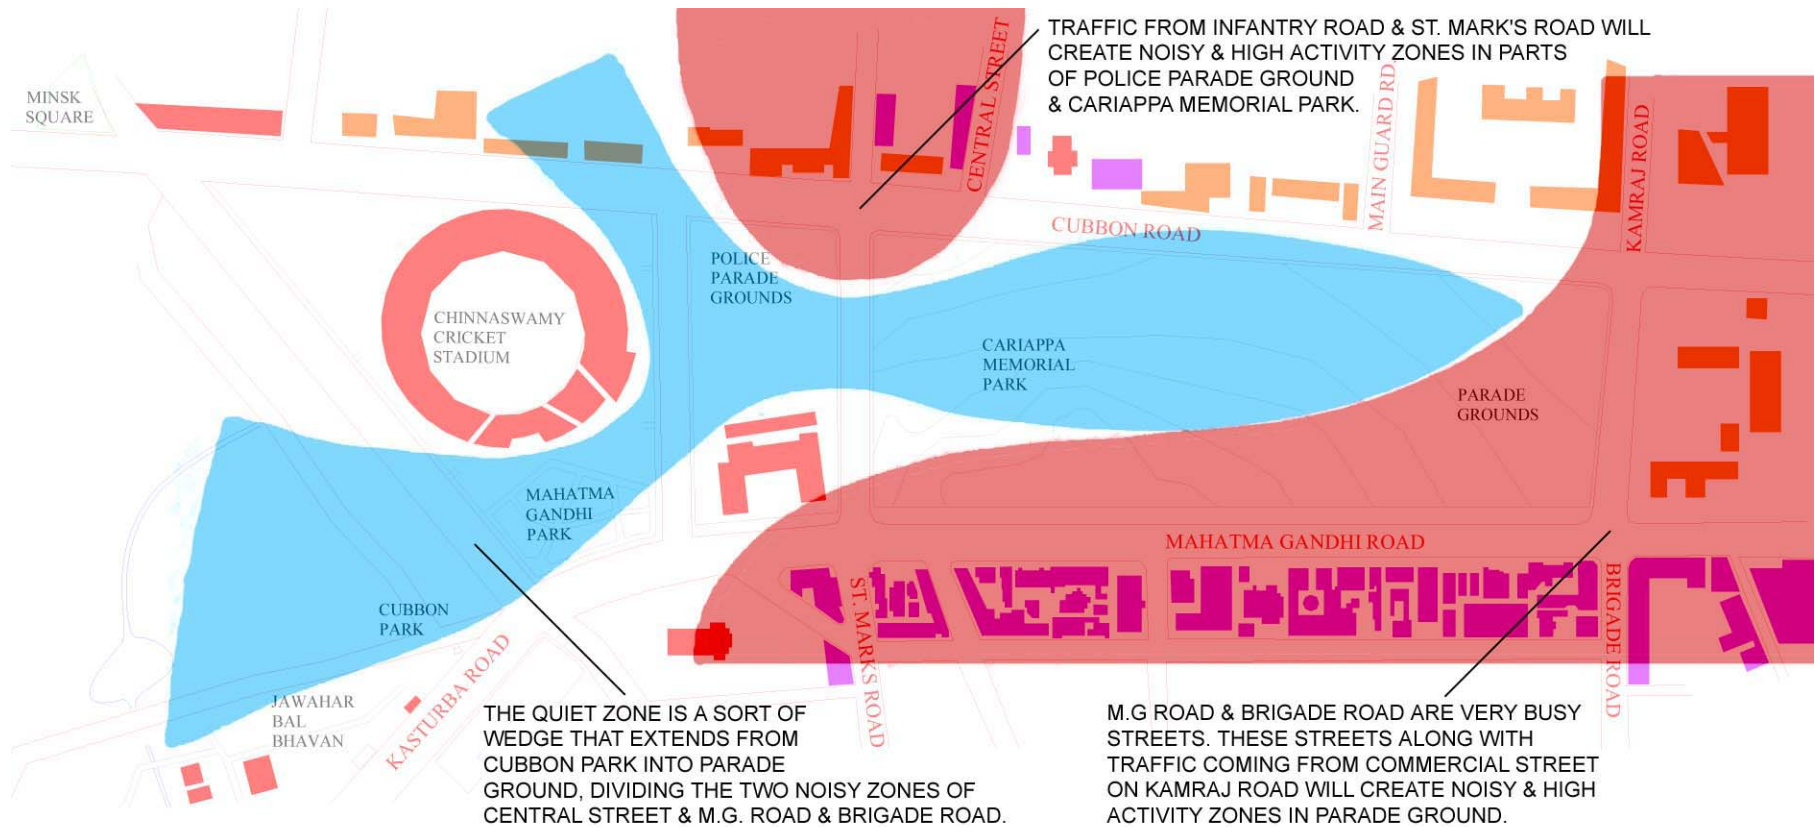 TRAFFIC FROM INFANTRY ROAD & ST. MARK'S ROAD WILL
CREATE NOISY & HIGH ACTIVITY ZONES IN PARTS
OF POLICE PARADE GROUND
& CARIAPPA MEMORIAL PARK.
MINSK
SQUARE
CENTRAL STREET
MAIN GUARD RD.
KAMRAJ ROAD
CUBBON ROAD
POLICE
PARADE
GROUNDS
CHINNASWAMY
CRICKET
STADIUM
CARIAPPA
MEMORIAL
PARK
PARADE
GROUNDS
MAHATMA
GANDHI
PARK
MAHATMA GANDHI ROAD
CUBBON
PARK
ST. MARKS ROAD
BRIGADE ROAD
KASTURBA ROAD
JAWAHAR
BAL
BHAVAN
THE QUIET ZONE IS A SORT OF
WEDGE THAT EXTENDS FROM
CUBBON PARK INTO PARADE
GROUND, DIVIDING THE TWO NOISY ZONES OF
CENTRAL STREET & M.G. ROAD & BRIGADE ROAD.
M.G ROAD & BRIGADE ROAD ARE VERY BUSY
STREETS. THESE STREETS ALONG WITH
TRAFFIC COMING FROM COMMERCIAL STREET
ON KAMRAJ ROAD WILL CREATE NOISY & HIGH
ACTIVITY ZONES IN PARADE GROUND.